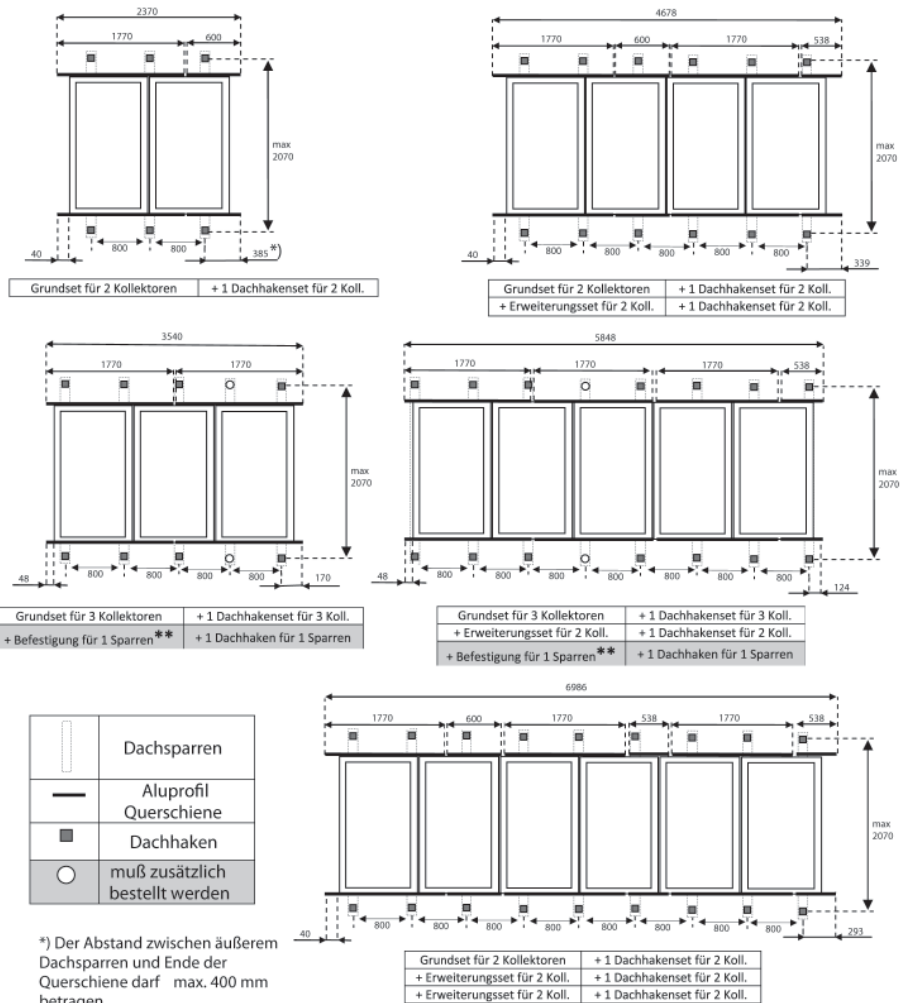 2370
1770 600
max
2070
40 800 800 385 *)
Grundset für 2 Kollektoren + 1 Dachhakenset für 2 Koll.
4678
1770 600 1770 538
max
2070
40 800 800 800 800 800 339
Grundset für 2 Kollektoren + 1 Dachhakenset für 2 Koll.
+ Erweiterungsset für 2 Koll. + 1 Dachhakenset für 2 Koll.
3540
1770 1770
max
2070
48 800 800 800 800 170
Grundset für 3 Kollektoren + 1 Dachhakenset für 3 Koll.
+ Befestigung für 1 Sparren** + 1 Dachhaken für 1 Sparren
5848
1770 1770 1770 538
max
2070
48 800 800 800 800 800 800 800 124
Grundset für 3 Kollektoren + 1 Dachhakenset für 3 Koll.
+ Erweiterungsset für 2 Koll. + 1 Dachhakenset für 2 Koll.
+ Befestigung für 1 Sparren** + 1 Dachhaken für 1 Sparren
Dachsparren
Aluprofil
Querschiene
Dachhaken
muß zusätzlich
bestellt werden
*) Der Abstand zwischen äußerem
Dachsparren und Ende der
Querschiene darf max. 400 mm
betragen
6986
1770 600 1770 538 1770 538
max
2070
40 800 800 800 800 800 800 800 800 293
Grundset für 2 Kollektoren + 1 Dachhakenset für 2 Koll.
+ Erweiterungsset für 2 Koll. + 1 Dachhakenset für 2 Koll.
+ Erweiterungsset für 2 Koll. + 1 Dachhakenset für 2 Koll.